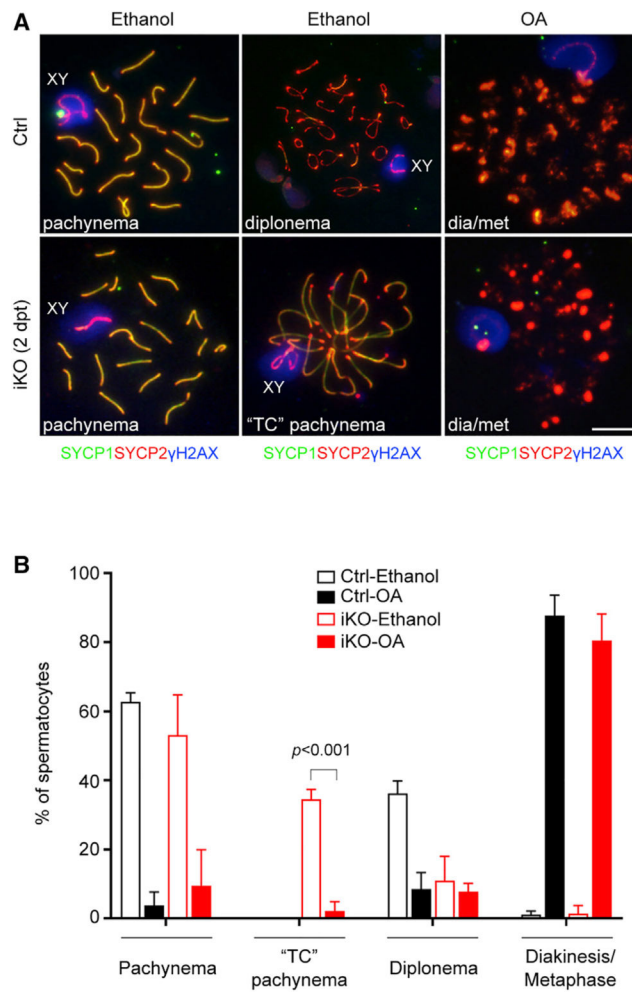 A
Ethanol
Ethanol
OA
Ctrl
XY
pachynema
XY
diplonema
dia/met
iKO (2 dpt)
XY
pachynema
XY
"TC" pachynema
dia/met
SYCP1SYCP2γH2AX
SYCP1SYCP2γH2AX
SYCP1SYCP2γH2AX
B
% of spermatocytes
100
80
60
40
20
0
Ctrl-Ethanol
Ctrl-OA
iKO-Ethanol
iKO-OA
p<0.001
Pachynema
"TC" pachynema
Diplonema
Diakinesis/
Metaphase